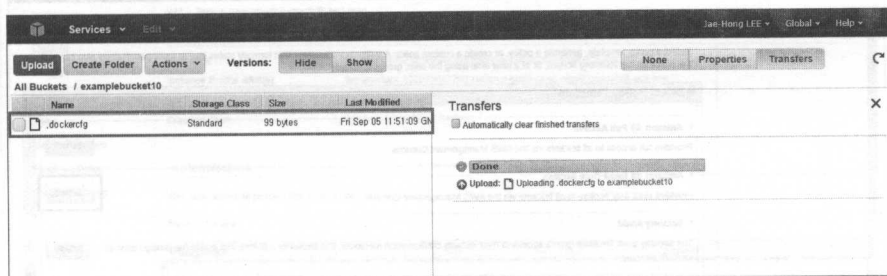 Services Edit Jae-Hong LEE Global Help
Upload Create Folder Actions Versions: Hide Show None Properties Transfers
All Buckets / examplebucket10
Name Storage Class Size Last Modified
.dockercfg Standard 99 bytes Fri Sep 05 11:51:09 GM
Transfers
Automatically clear finished transfers
Done
Upload: Uploading .dockercfg to examplebucket10